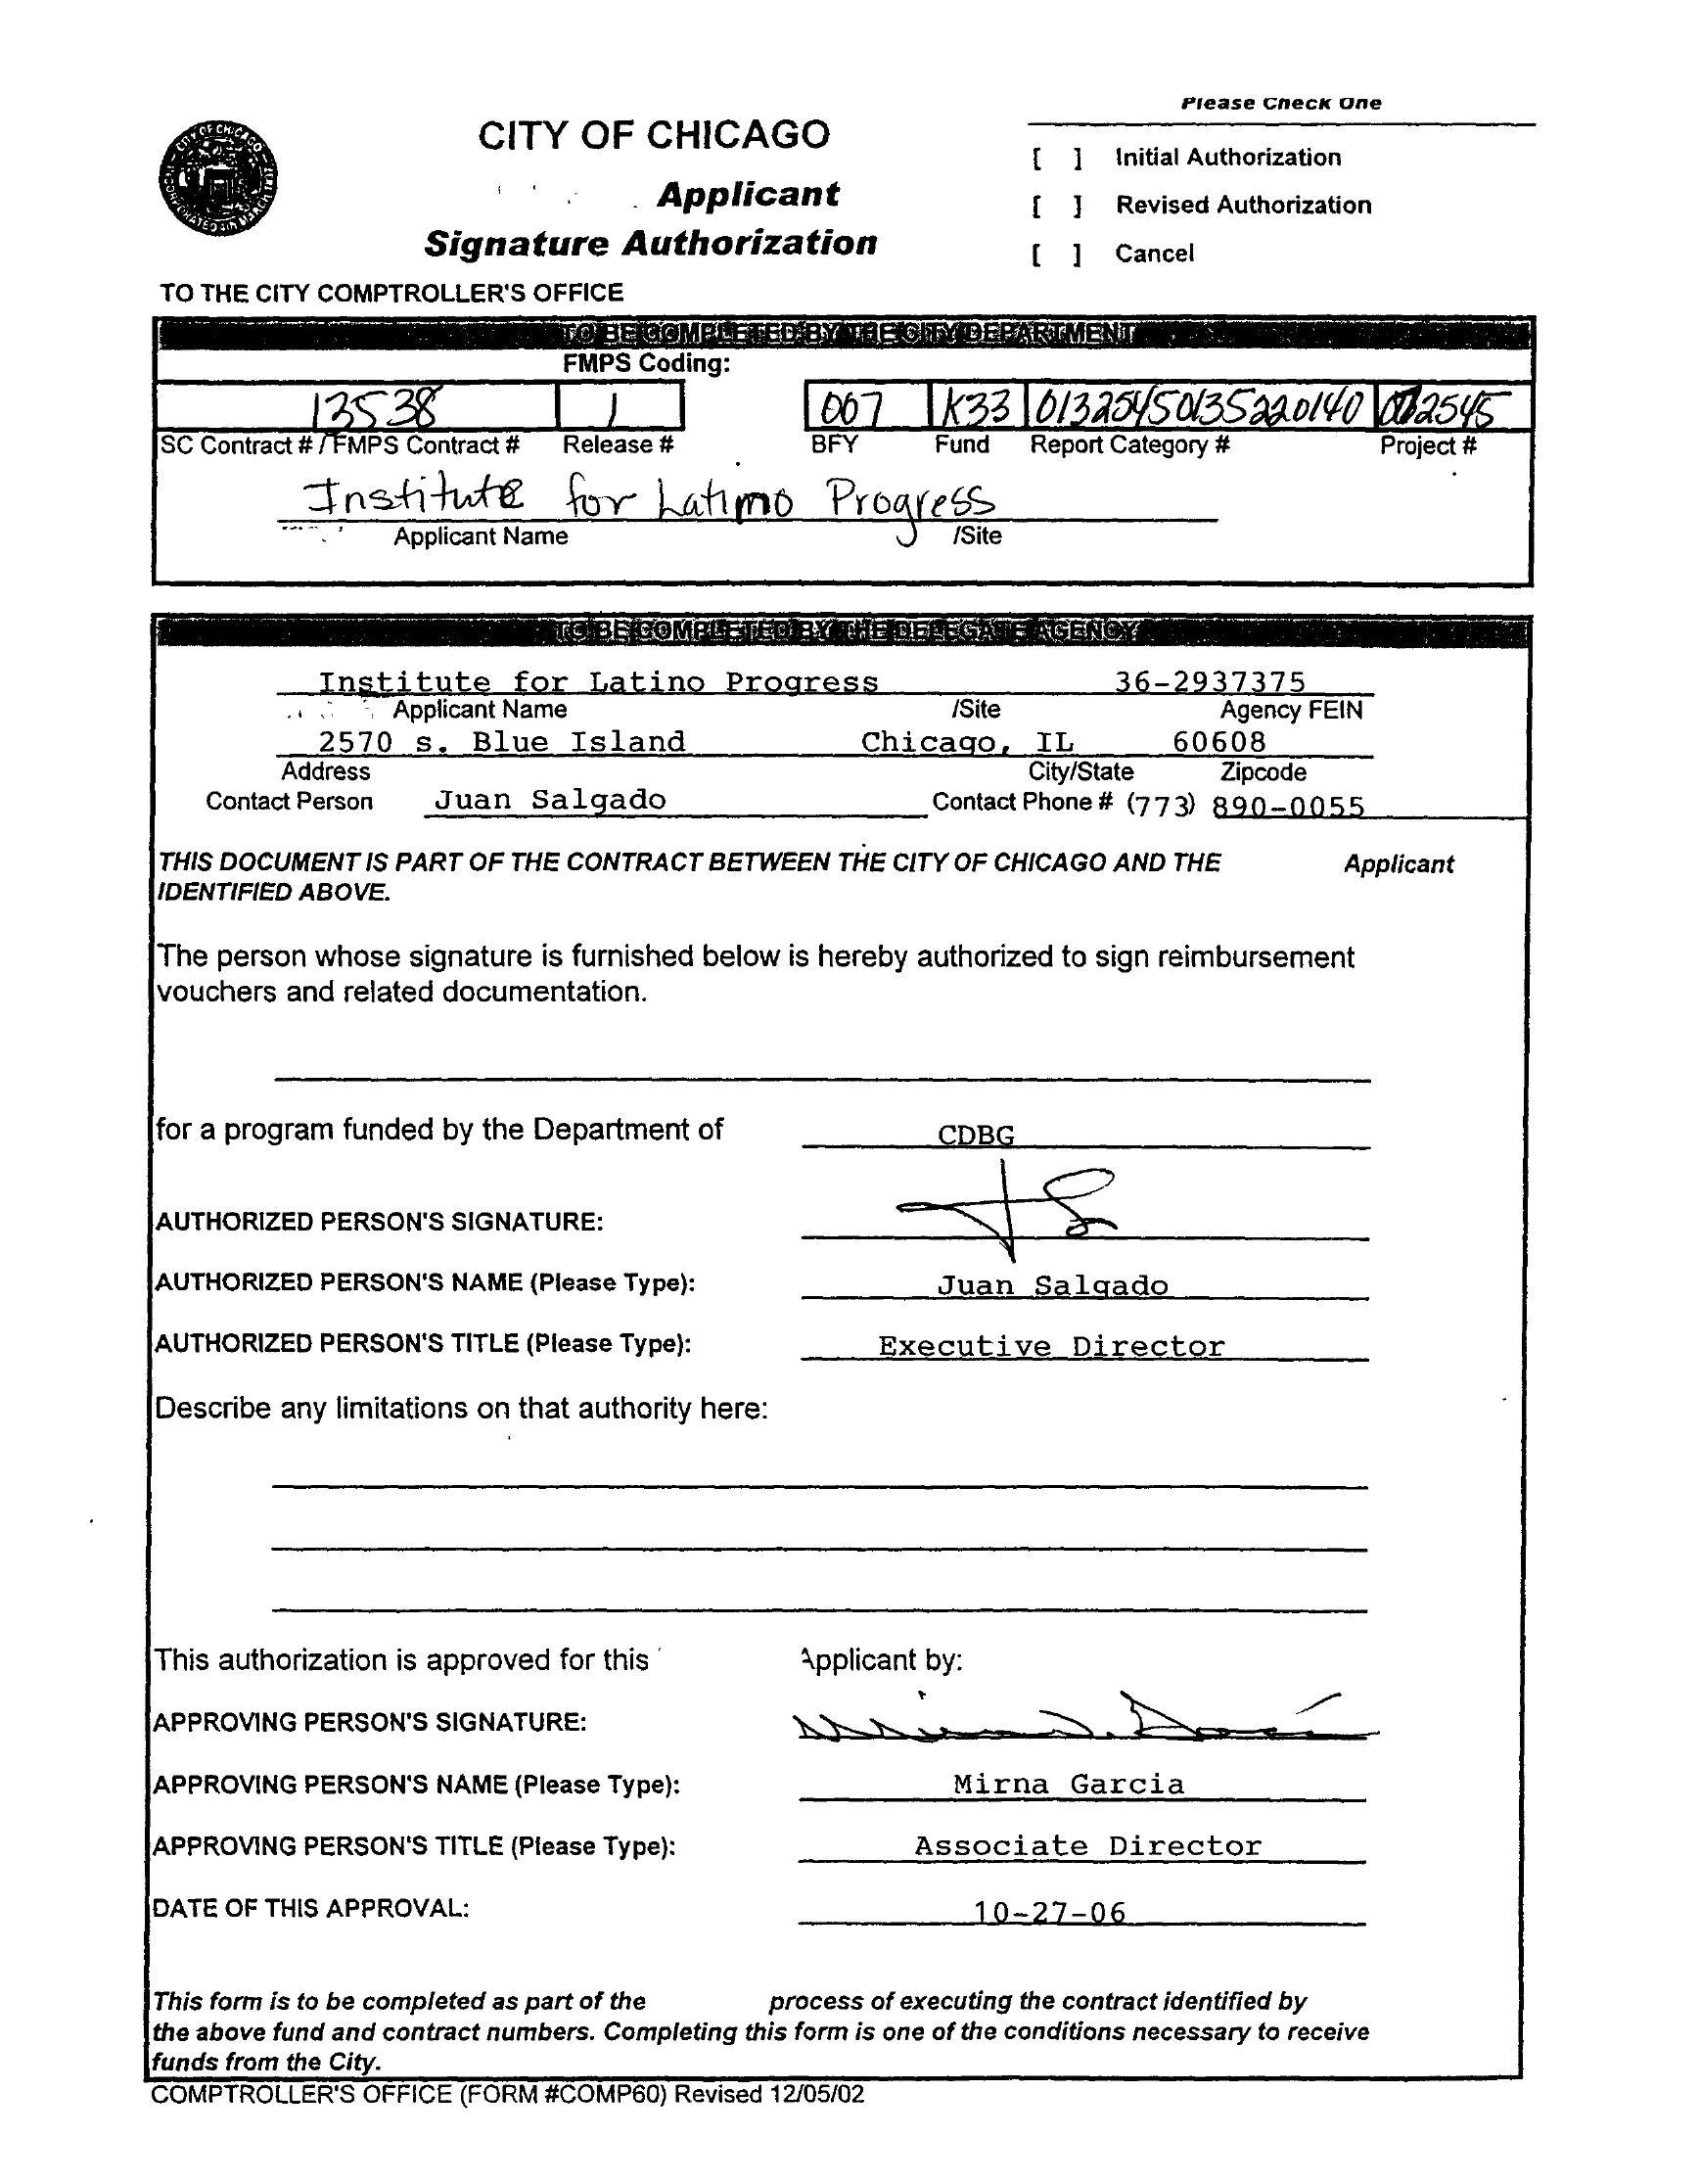 Please Check One
CITY OF CHICAGO
[ ] Initial Authorization
Applicant
[ ] Revised Authorization
Signature Authorization
[ ] Cancel
TO THE CITY COMPTROLLER'S OFFICE
TO BE COMPLETED BY THE CITY DEPARTMENT
FMPS Coding:
13538 1 007 K33 01325450135220140
SC Contract # / FMPS Contract # Release # BFY Fund Report Category # Project #
Institute for Latino Progress
Applicant Name /Site
TO BE COMPLETED BY THE DELEGATE AGENCY
Institute for Latino Progress 36-2937375
Applicant Name /Site Agency FEIN
2570 s. Blue Island Chicago, IL 60608
Address City/State Zipcode
Contact Person Juan Salgado Contact Phone # (773) 890-0055
THIS DOCUMENT IS PART OF THE CONTRACT BETWEEN THE CITY OF CHICAGO AND THE Applicant
IDENTIFIED ABOVE.
The person whose signature is furnished below is hereby authorized to sign reimbursement
vouchers and related documentation.
for a program funded by the Department of CDBG
AUTHORIZED PERSON'S SIGNATURE:
AUTHORIZED PERSON'S NAME (Please Type): Juan Salgado
AUTHORIZED PERSON'S TITLE (Please Type): Executive Director
Describe any limitations on that authority here:
This authorization is approved for this Applicant by:
APPROVING PERSON'S SIGNATURE:
APPROVING PERSON'S NAME (Please Type): Mirna Garcia
APPROVING PERSON'S TITLE (Please Type): Associate Director
DATE OF THIS APPROVAL: 10-27-06
This form is to be completed as part of the process of executing the contract identified by
the above fund and contract numbers. Completing this form is one of the conditions necessary to receive
funds from the City.
COMPTROLLER'S OFFICE (FORM #COMP60) Revised 12/05/02